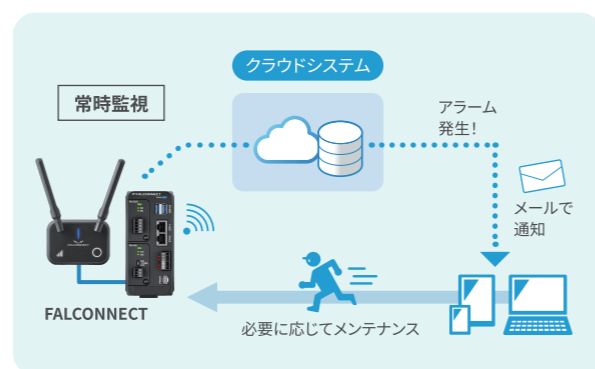 クラウドシステム
常時監視
アラーム
発生！
メールで
通知
FALCONNECT
必要に応じてメンテナンス